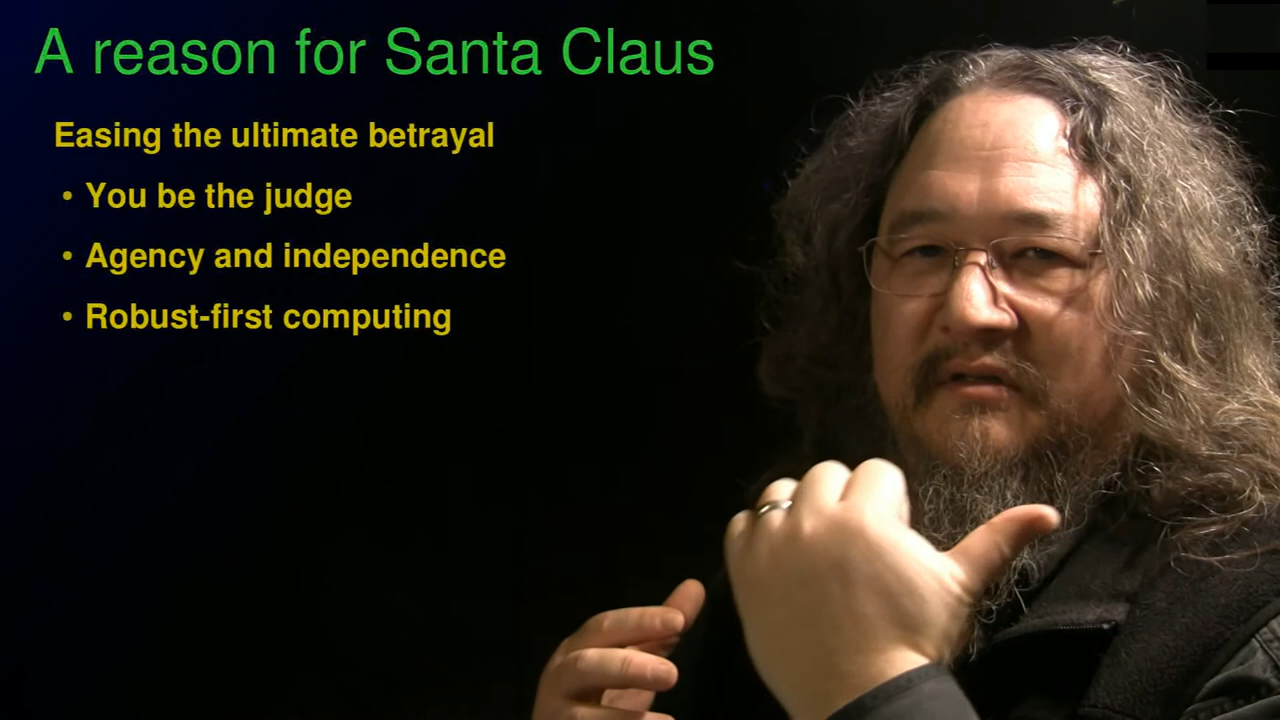 A reason for Santa Claus
Easing the ultimate betrayal
• You be the judge
• Agency and independence
• Robust-first computing